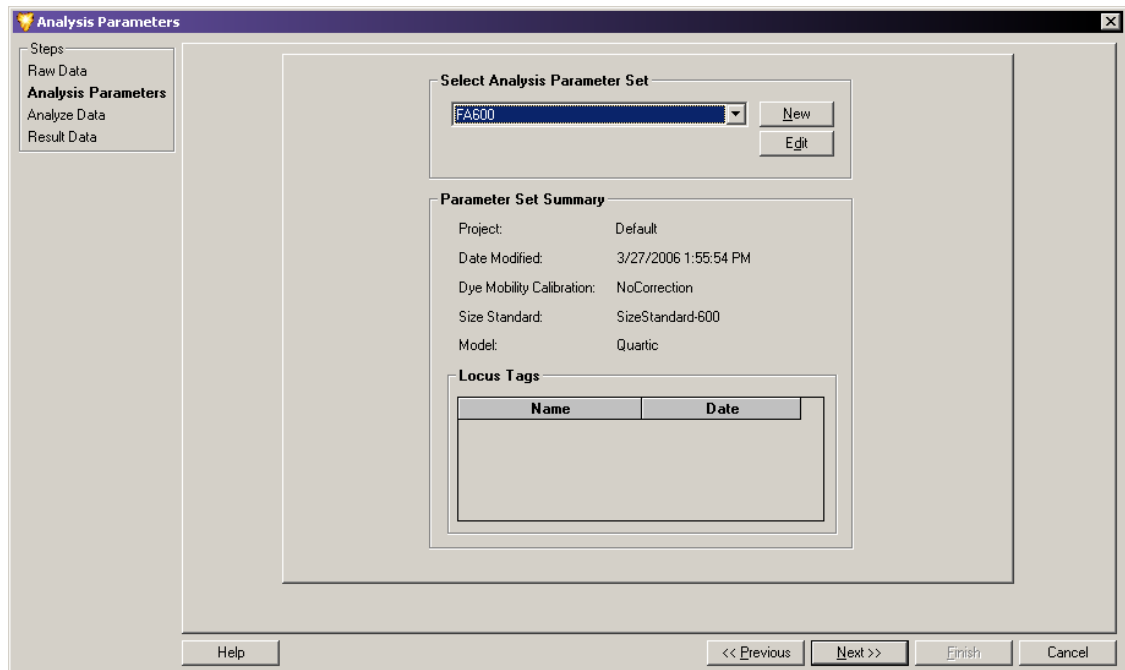 Analysis Parameters
Steps
Raw Data
Analysis Parameters
Analyze Data
Result Data
Select Analysis Parameter Set
FA600
New
Edit
Parameter Set Summary
Project: Default
Date Modified: 3/27/2006 1:55:54 PM
Dye Mobility Calibration: NoCorrection
Size Standard: SizeStandard-600
Model: Quartic
Locus Tags
Name Date
Help << Previous Next >> Finish Cancel